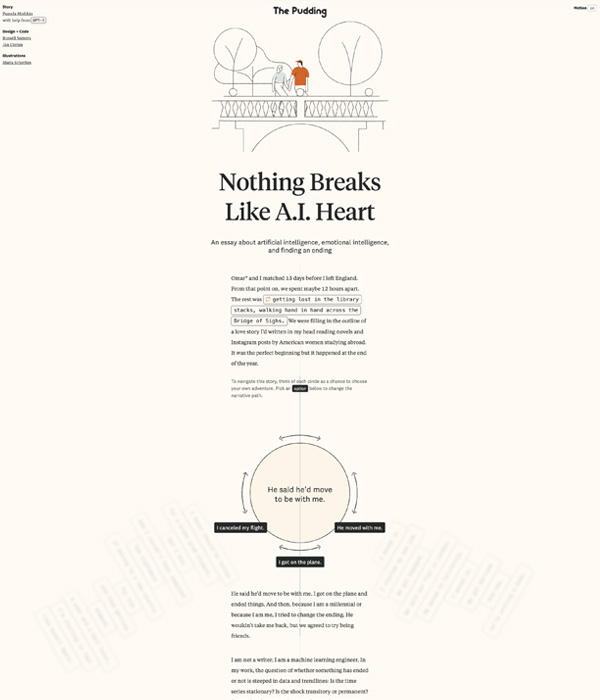 Story
Pamela Mishkin
with help from GPT-3
Design + Code
Russell Samora
Jan Diehm
Illustrations
The Pudding
Motion on
Nothing Breaks
Like A.I. Heart
An essay about artificial intelligence, emotional intelligence,
and finding an ending
Omar* and I matched 13 days before I left England.
From that point on, we spent maybe 12 hours apart.
The rest was getting lost in the library
stacks, walking hand in hand across the
Bridge of Sighs. We were filling in the outline of
a love story I'd written in my head reading novels and
Instagram posts by American women studying abroad.
It was the perfect beginning but it happened at the end
of the year.
To navigate this story, think of each circle as a chance to choose
your own adventure. Pick an option below to change the
narrative path.
He said he'd move
to be with me.
I canceled my flight.
He moved with me.
I got on the plane.
He said he'd move to be with me. I got on the plane and
ended things. And then, because I am a millennial or
because I am me, I tried to change the ending. He
wouldn't take me back, but we agreed to try being
friends.
I am not a writer. I am a machine learning engineer. In
my work, the question of whether something has ended
or not is steeped in data and trendlines: Is the time
series stationary? Is the shock transitory or permanent?